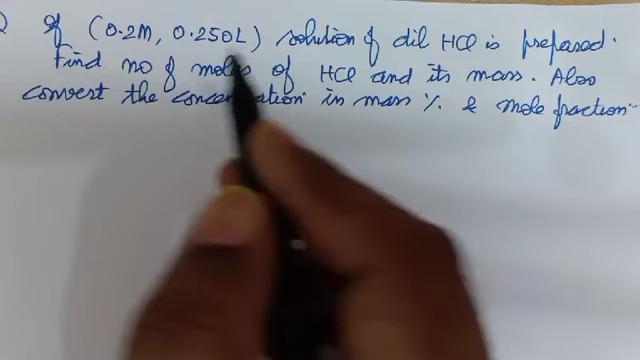 Q If (0.2M, 0.250L) solution of dil HCl is prepared.
Find no of moles of HCl and its mass. Also
convert the concentration in mass % & mole fraction